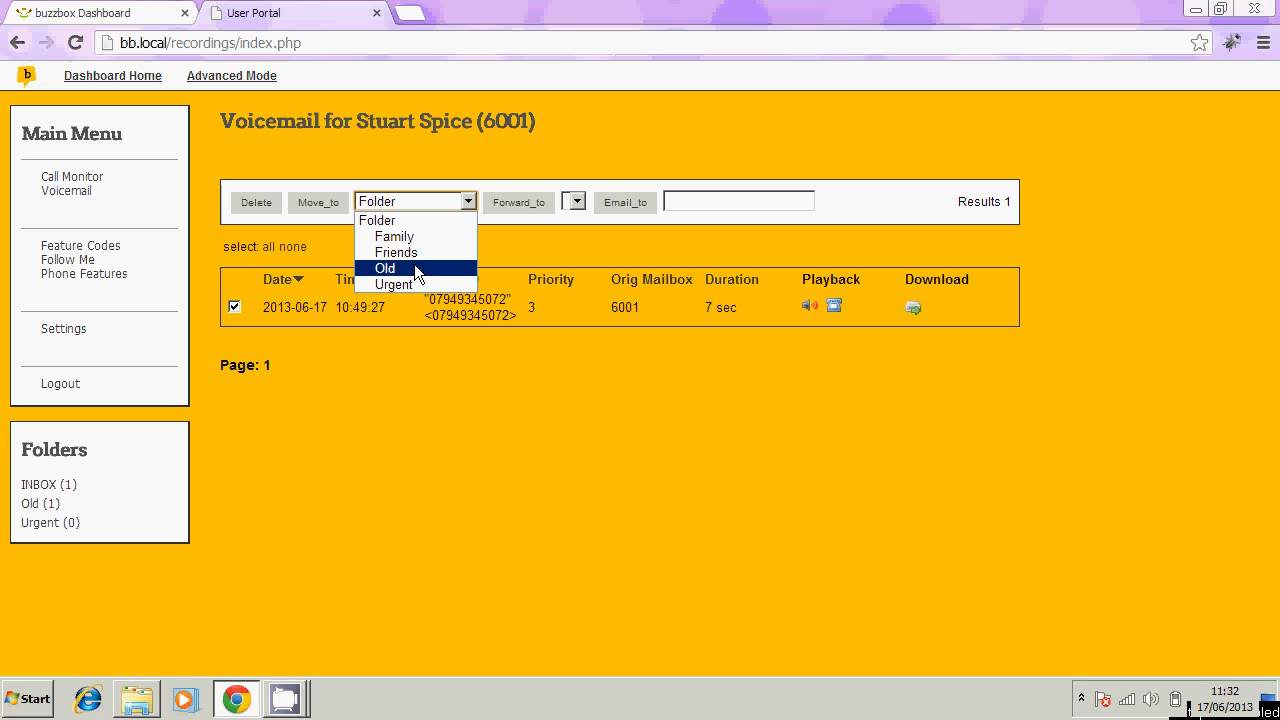 buzzbox Dashboard
User Portal
bb.local/recordings/index.php
b
Dashboard Home
Advanced Mode
Main Menu
Call Monitor
Voicemail
Feature Codes
Follow Me
Phone Features
Settings
Logout
Folders
INBOX (1)
Old (1)
Urgent (0)
Voicemail for Stuart Spice (6001)
Delete Move_to Folder Forward_to Email_to Results 1
Folder
Family
Friends
Old
Urgent
select: all none
Date Tim Priority Orig Mailbox Duration Playback Download
2013-06-17 10:49:27 "07949345072" <07949345072> 3 6001 7 sec
Page: 1
Start
11:32
17/06/2013